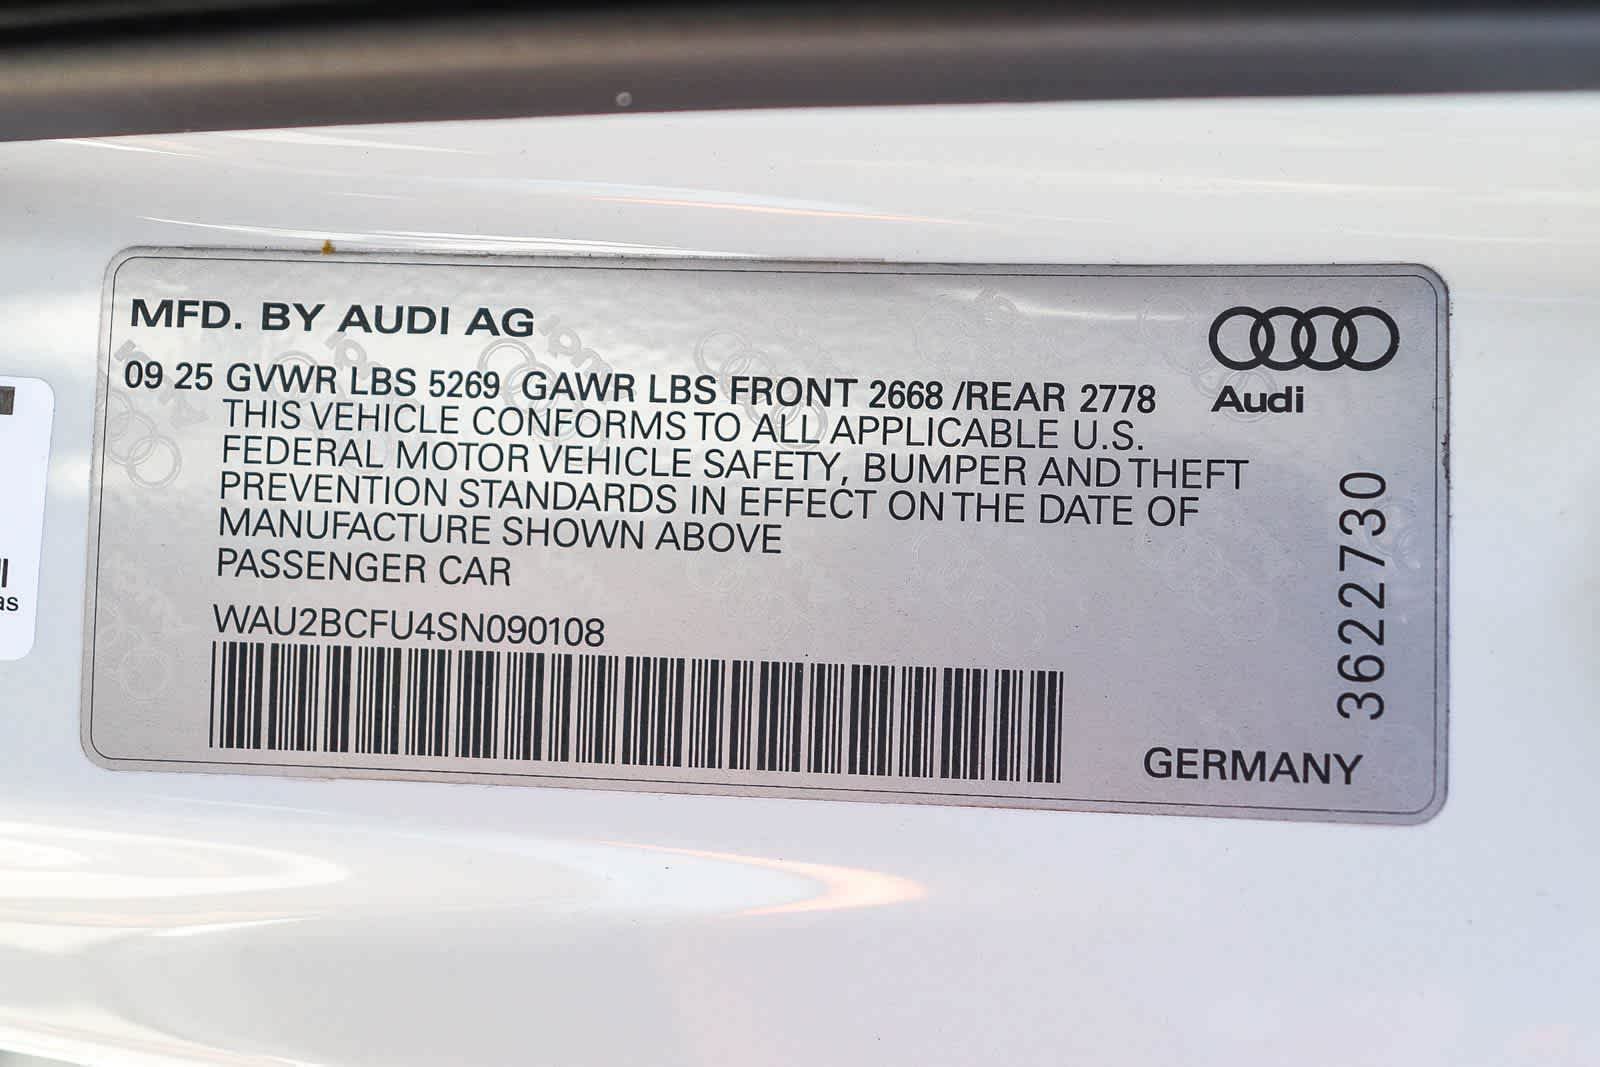 MFD. BY AUDI AG
09 25 GVWR LBS 5269 GAWR LBS FRONT 2668 /REAR 2778
THIS VEHICLE CONFORMS TO ALL APPLICABLE U.S.
FEDERAL MOTOR VEHICLE SAFETY, BUMPER AND THEFT
PREVENTION STANDARDS IN EFFECT ON THE DATE OF
MANUFACTURE SHOWN ABOVE
PASSENGER CAR
WAU2BCFU4SN090108
Audi
3622730
GERMANY